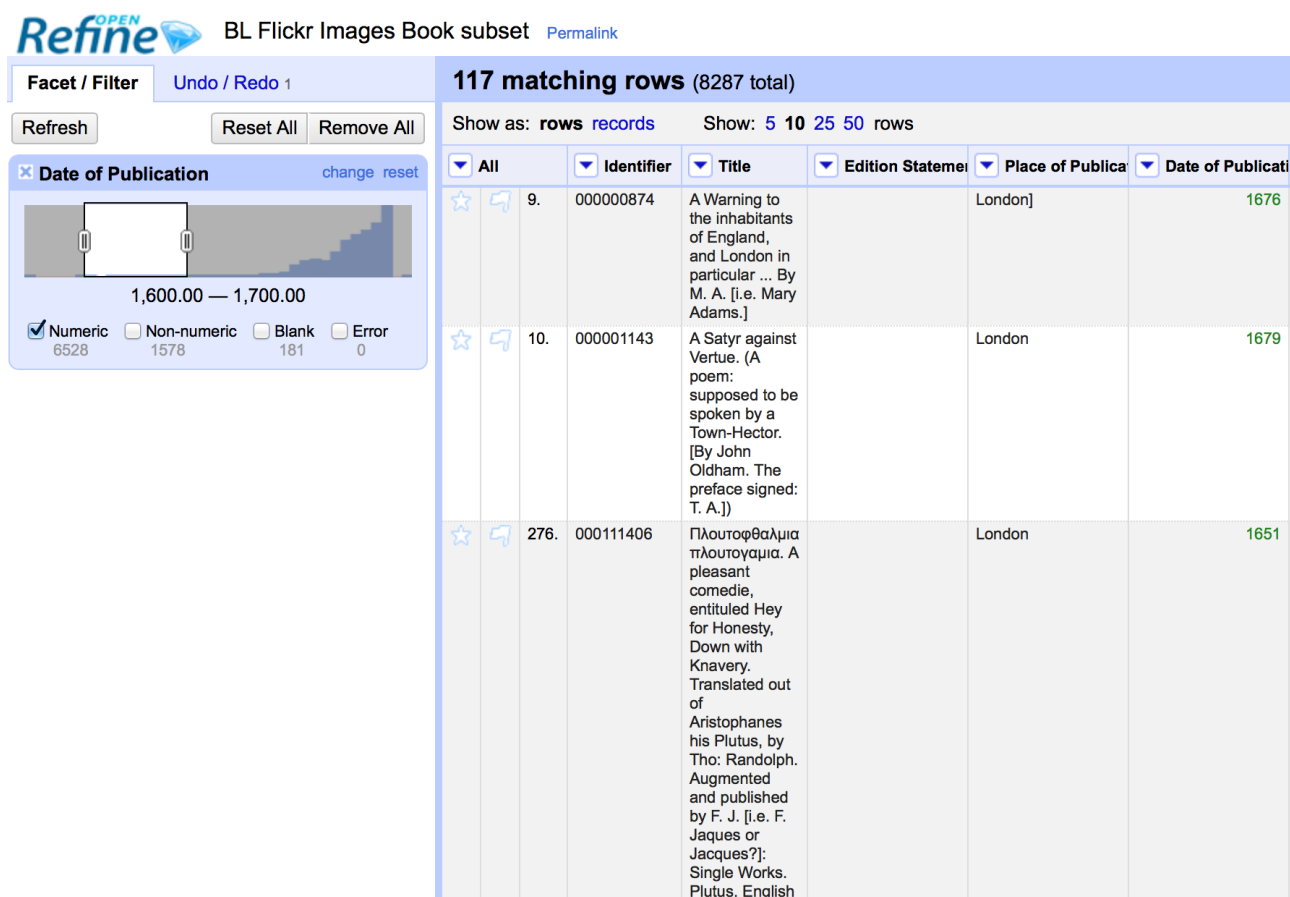 OPEN
Refine
BL Flickr Images Book subset Permalink
Facet / Filter Undo / Redo 1
117 matching rows (8287 total)
Refresh Reset All Remove All
Show as: rows records Show: 5 10 25 50 rows
Date of Publication change reset
1,600.00 — 1,700.00
Numeric Non-numeric Blank Error
6528 1578 181 0
All Identifier Title Edition Statemer Place of Publica Date of Publicati
9. 000000874 A Warning to London] 1676
the inhabitants
of England,
and London in
particular ... By
M. A. [i.e. Mary
Adams.]
10. 000001143 A Satyr against London 1679
Vertue. (A
poem:
supposed to be
spoken by a
Town-Hector.
[By John
Oldham. The
preface signed:
T. A.])
276. 000111406 Πλουτοφθαλμια London 1651
πλουτογαμια. A
pleasant
comedie,
entituled Hey
for Honesty,
Down with
Knavery.
Translated out
of
Aristophanes
his Plutus, by
Tho: Randolph.
Augmented
and published
by F. J. [i.e. F.
Jaques or
Jacques?]:
Single Works.
Plutus. English